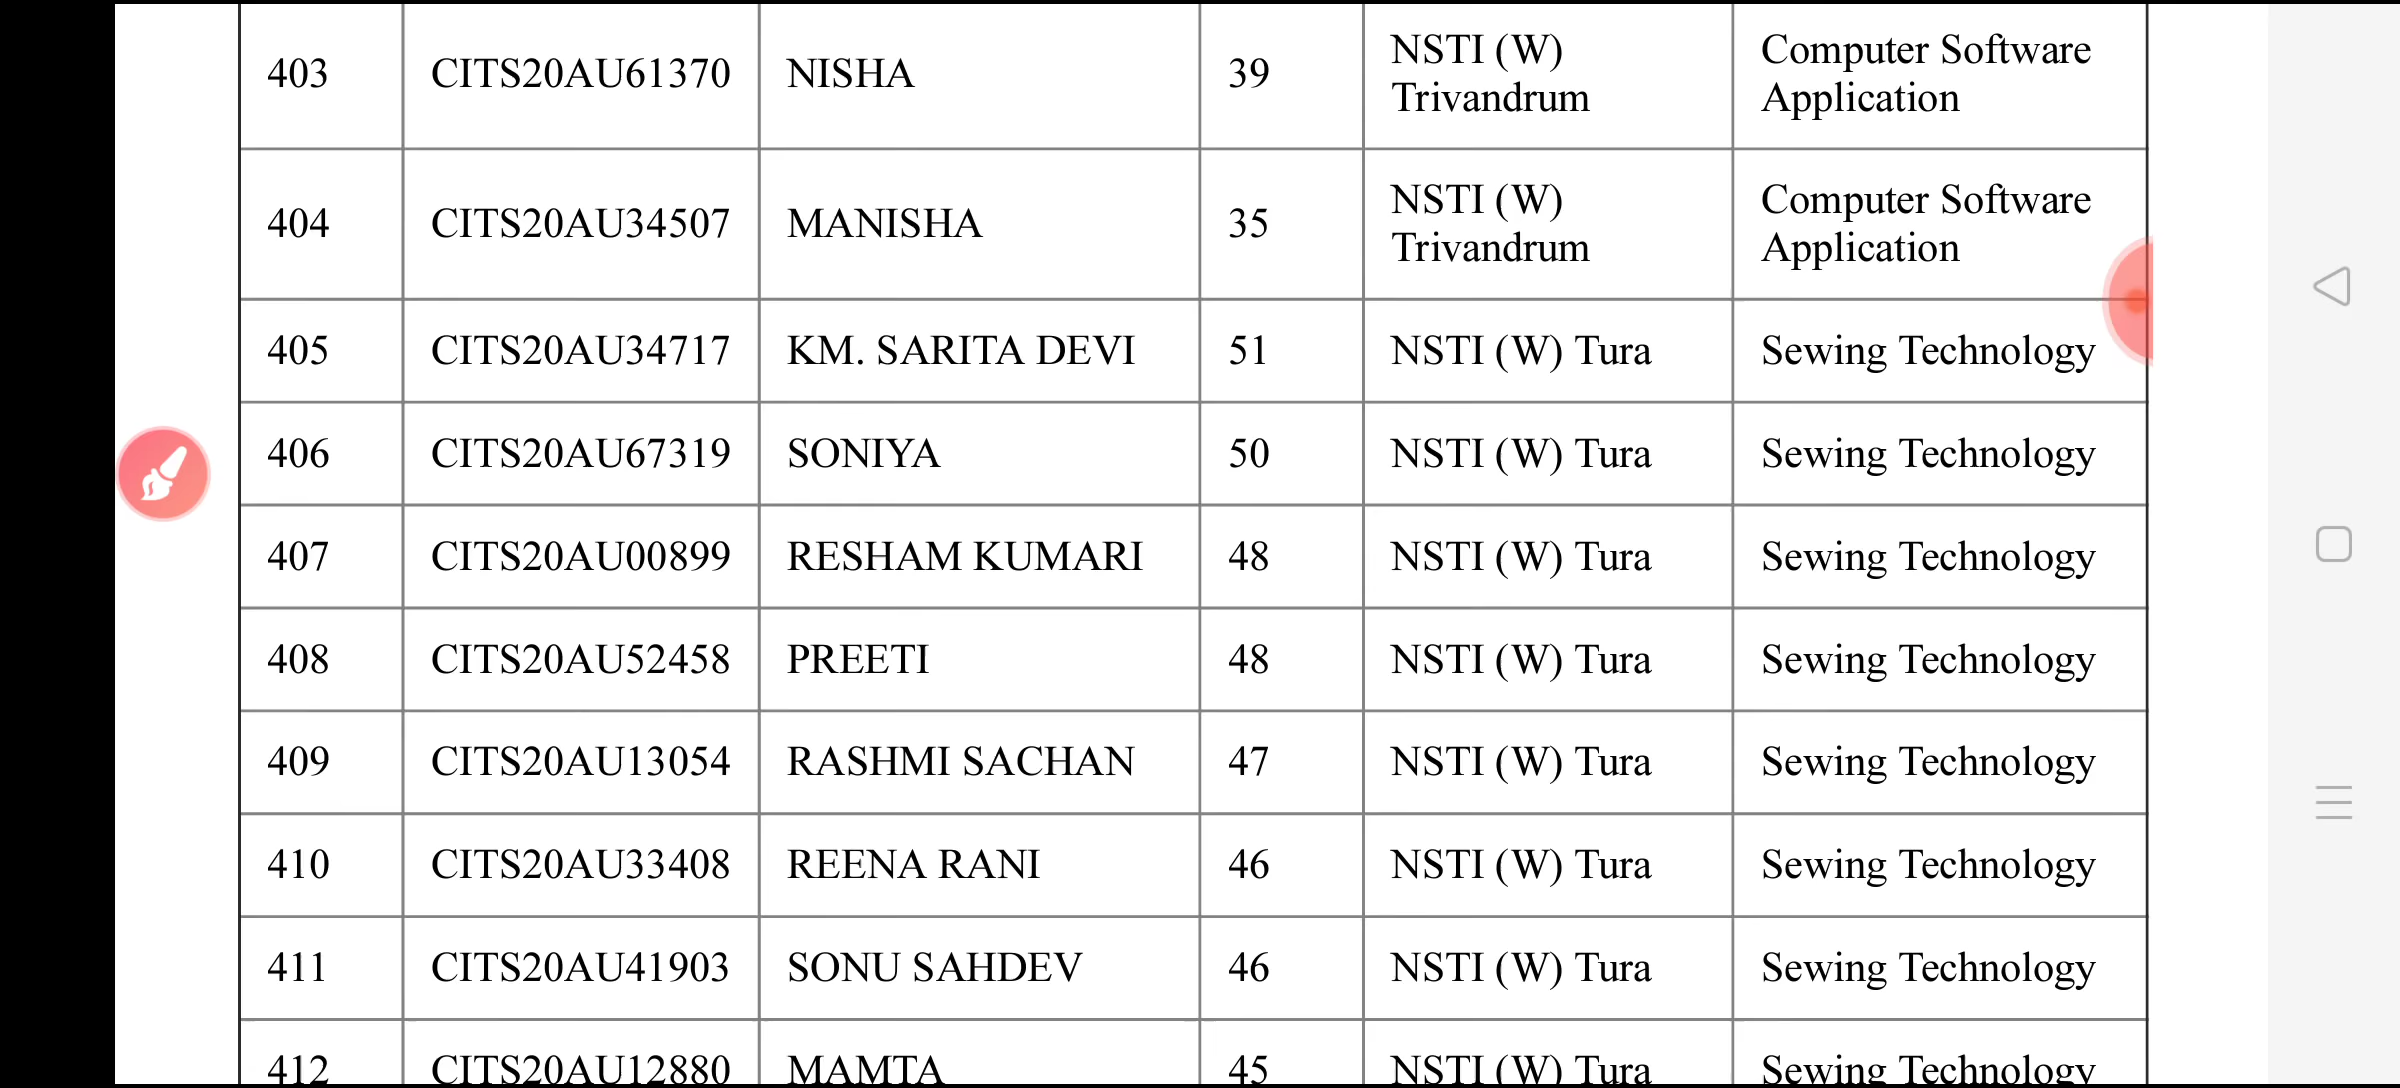 403 CITS20AU61370 NISHA 39 NSTI (W) Trivandrum Computer Software Application
404 CITS20AU34507 MANISHA 35 NSTI (W) Trivandrum Computer Software Application
405 CITS20AU34717 KM. SARITA DEVI 51 NSTI (W) Tura Sewing Technology
406 CITS20AU67319 SONIYA 50 NSTI (W) Tura Sewing Technology
407 CITS20AU00899 RESHAM KUMARI 48 NSTI (W) Tura Sewing Technology
408 CITS20AU52458 PREETI 48 NSTI (W) Tura Sewing Technology
409 CITS20AU13054 RASHMI SACHAN 47 NSTI (W) Tura Sewing Technology
410 CITS20AU33408 REENA RANI 46 NSTI (W) Tura Sewing Technology
411 CITS20AU41903 SONU SAHDEV 46 NSTI (W) Tura Sewing Technology
412 CITS20AU12880 MAMTA 45 NSTI (W) Tura Sewing Technology